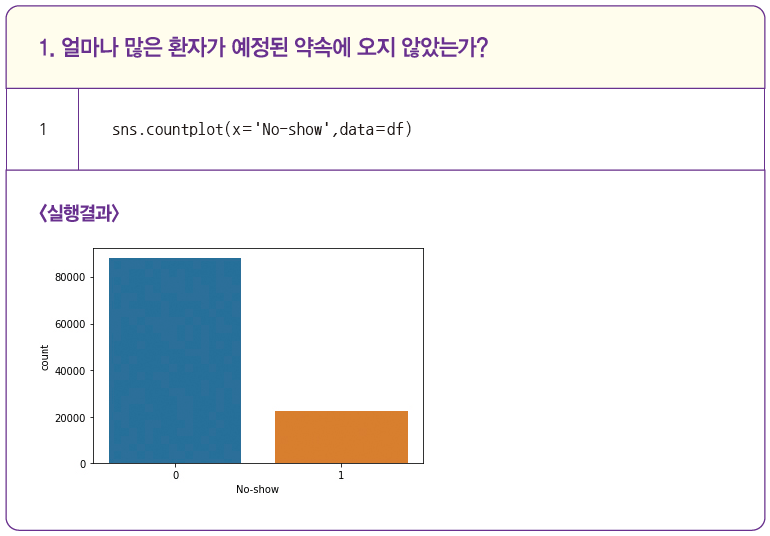 1. 얼마나 많은 환자가 예정된 약속에 오지 않았는가?
1 sns.countplot(x='No-show',data=df)
<실행결과>
80000
60000
40000
20000
0
count
0 1
No-show